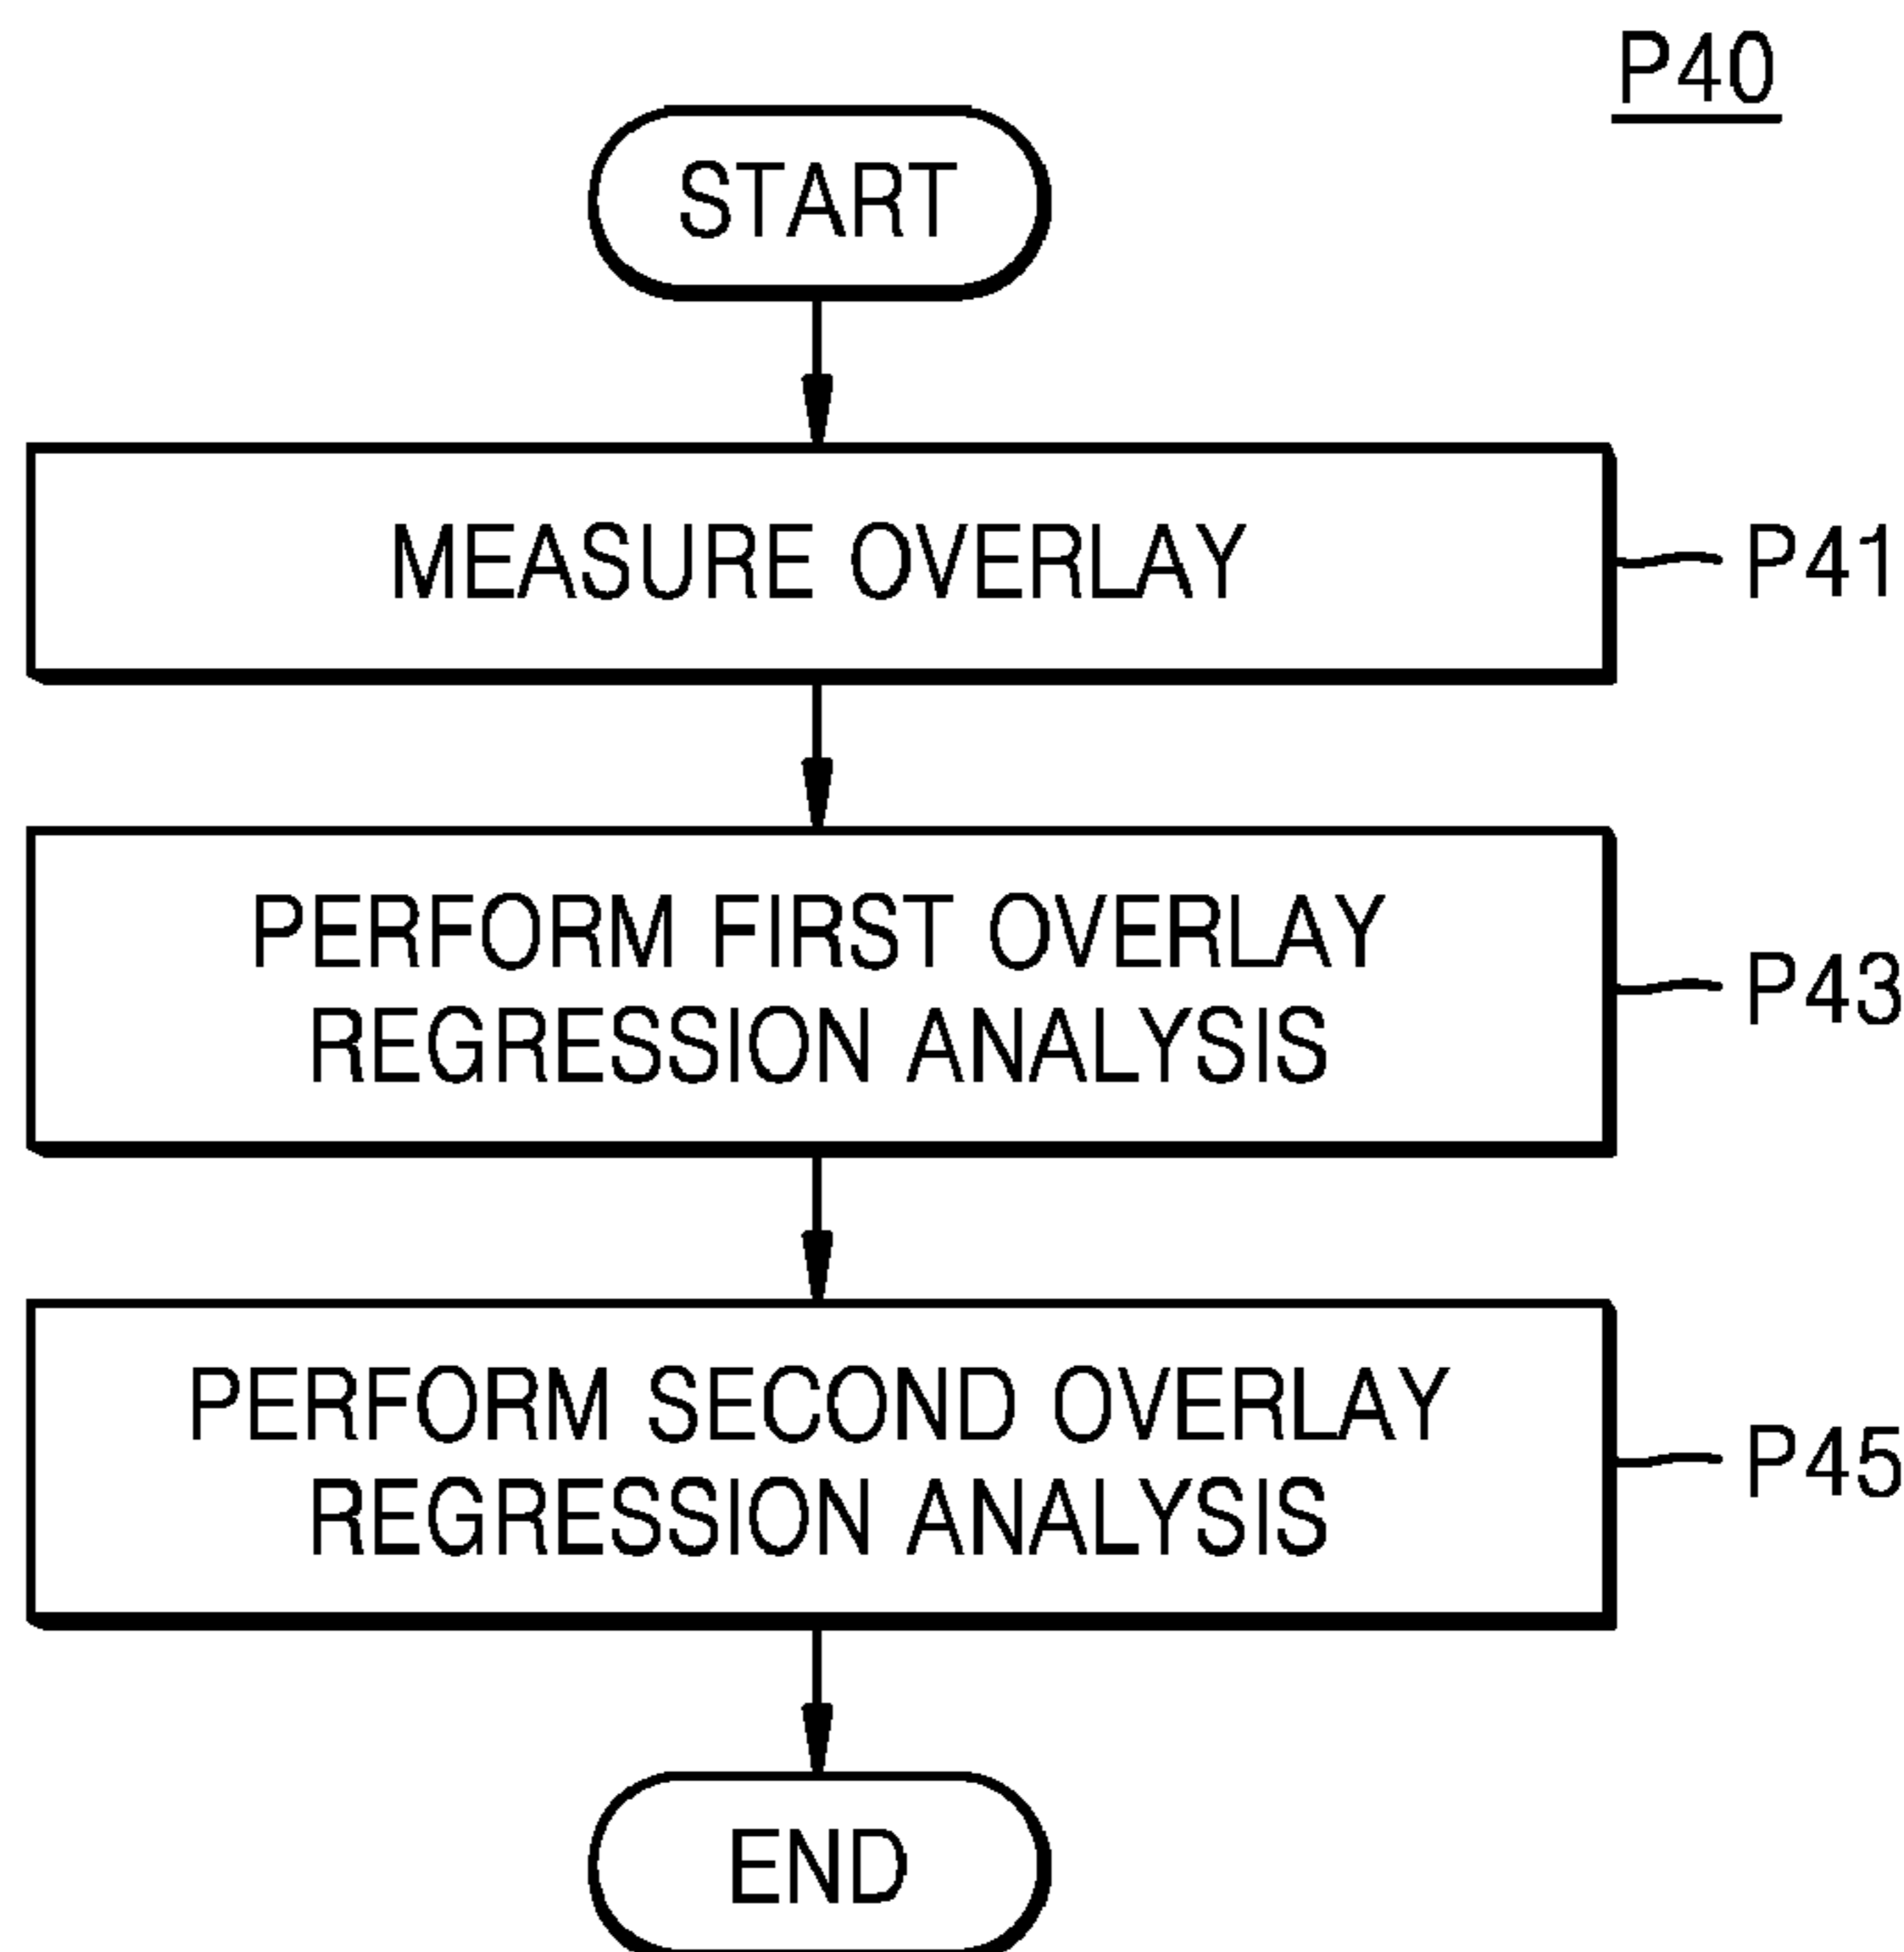 P40
START
MEASURE OVERLAY
P41
PERFORM FIRST OVERLAY
REGRESSION ANALYSIS
P43
PERFORM SECOND OVERLAY
REGRESSION ANALYSIS
P45
END